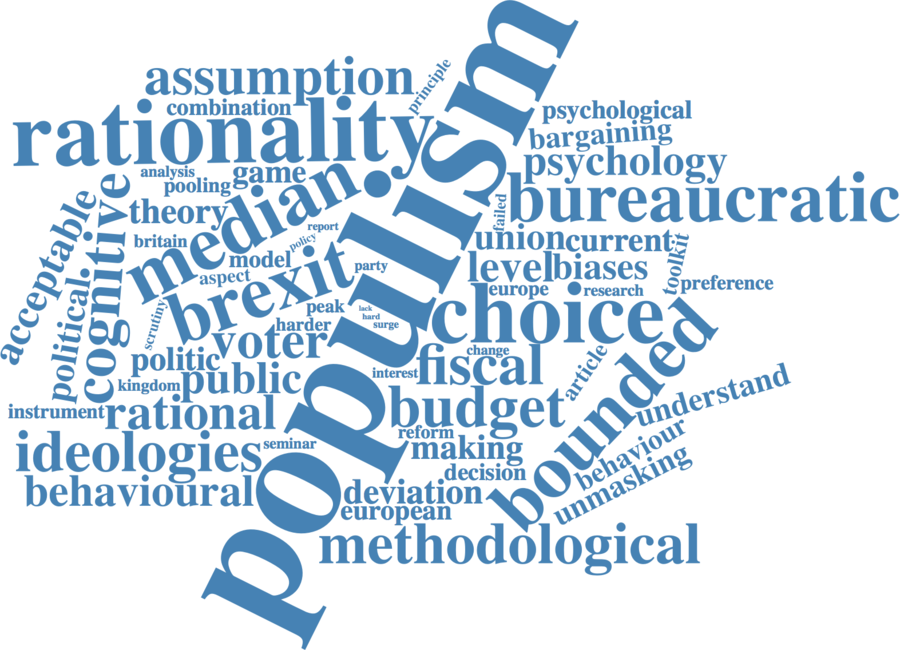 assumption
principle
combination
psychological
rationality
bargaining
populism
analysis
game
psychology
pooling
median
bureaucratic
theory
cognitive
acceptable
failed
report
britain
policy
union
current
model
toolkit
aspect
brexit
party
level
biases
preference
political
europe
research
scrutiny
peak
lack
hard
surge
harder
choice
voter
politic
change
bounded
kingdom
public
interest
fiscal
article
understand
instrument
rational
budget
reform
ideologies
seminar
making
behaviour
decision
unmasking
behavioural
deviation
european
methodological